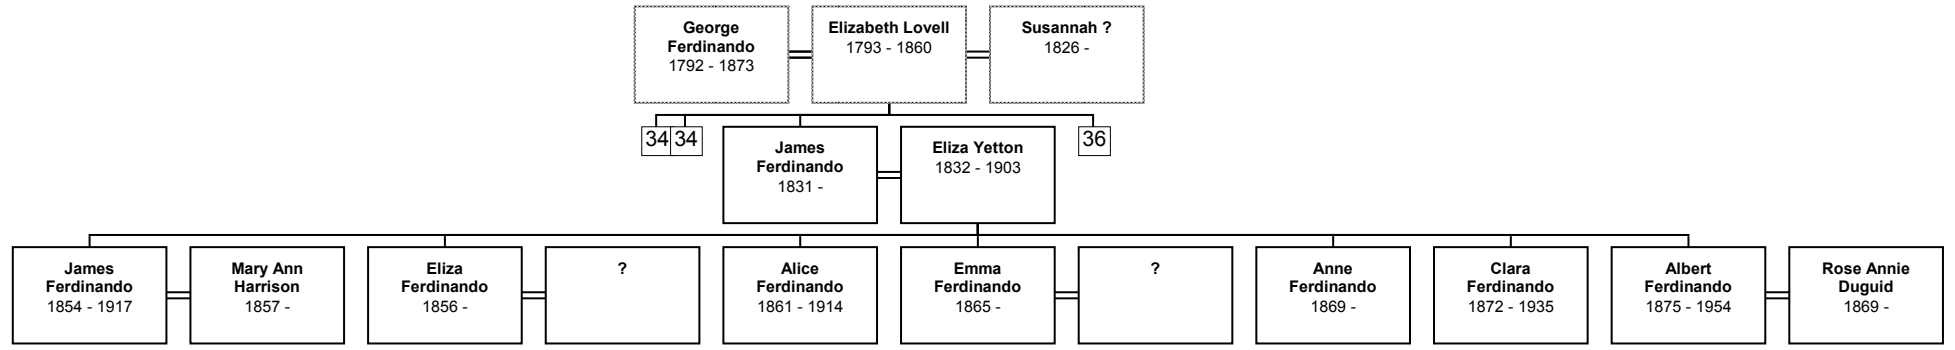 George
Ferdinando
1792 - 1873
Elizabeth Lovell
1793 - 1860
Susannah ?
1826 -
34
34
James
Ferdinando
1831 -
Eliza Yetton
1832 - 1903
36
James
Ferdinando
1854 - 1917
Mary Ann
Harrison
1857 -
Eliza
Ferdinando
1856 -
?
Alice
Ferdinando
1861 - 1914
Emma
Ferdinando
1865 -
?
Anne
Ferdinando
1869 -
Clara
Ferdinando
1872 - 1935
Albert
Ferdinando
1875 - 1954
Rose Annie
Duguid
1869 -